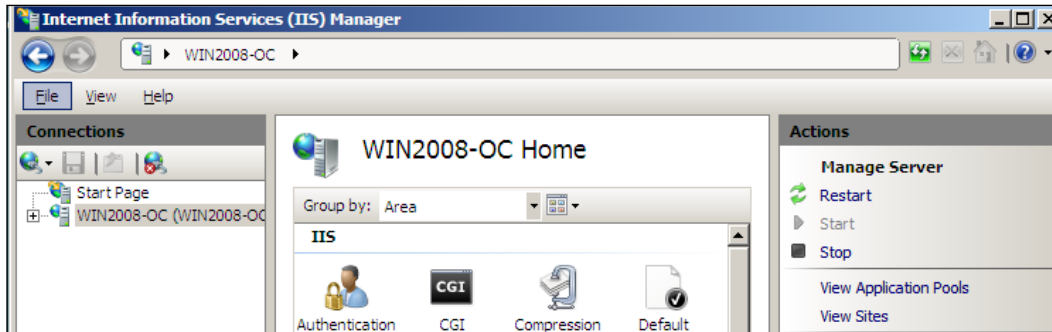 Internet Information Services (IIS) Manager
WIN2008-OC
File View Help
Connections
Start Page
WIN2008-OC (WIN2008-OC
WIN2008-OC Home
Group by: Area
IIS
CGI
Authentication CGI Compression Default
Actions
Manage Server
Restart
Start
Stop
View Application Pools
View Sites